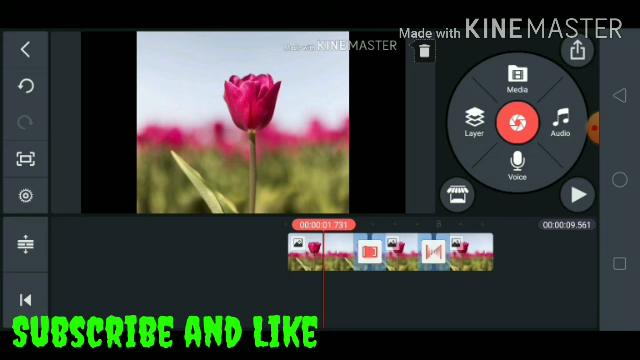 Made with KINEMASTER
Made with KINEMASTER
Media
Layer
Audio
Voice
00:00:01.731
00:00:09.561
SUBSCRIBE AND LIKE